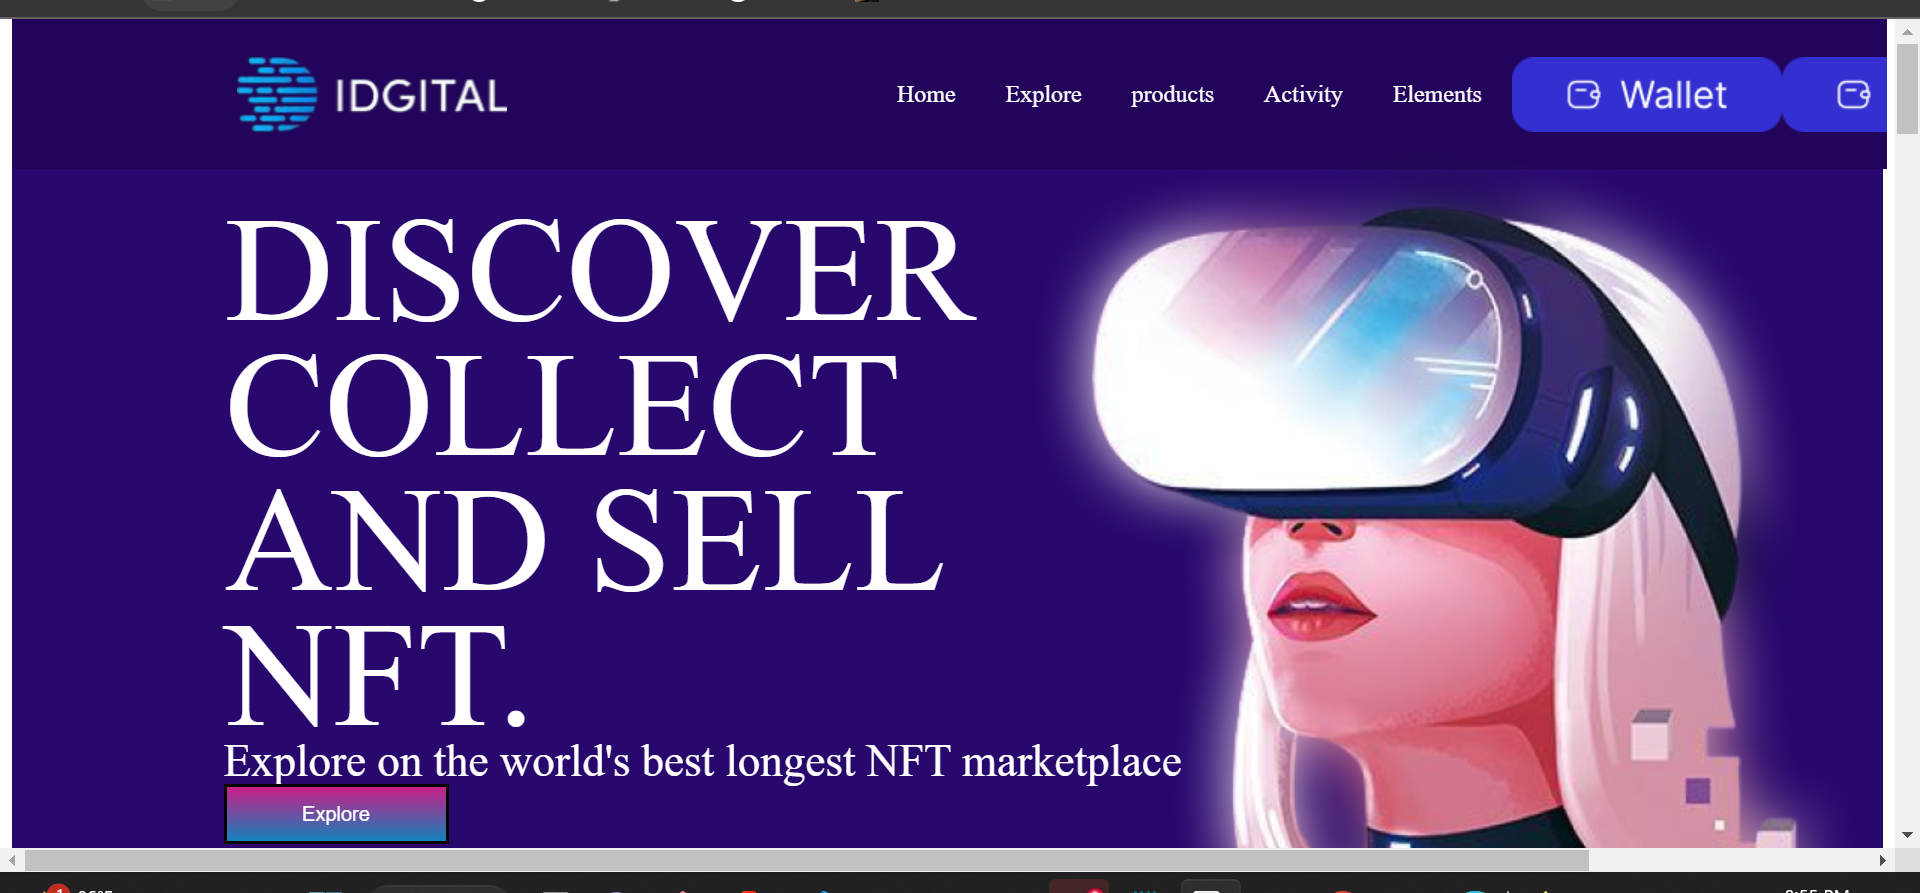 IDGITAL
Home Explore products Activity Elements Wallet
DISCOVER
COLLECT
AND SELL
NFT.
Explore on the world's best longest NFT marketplace
Explore